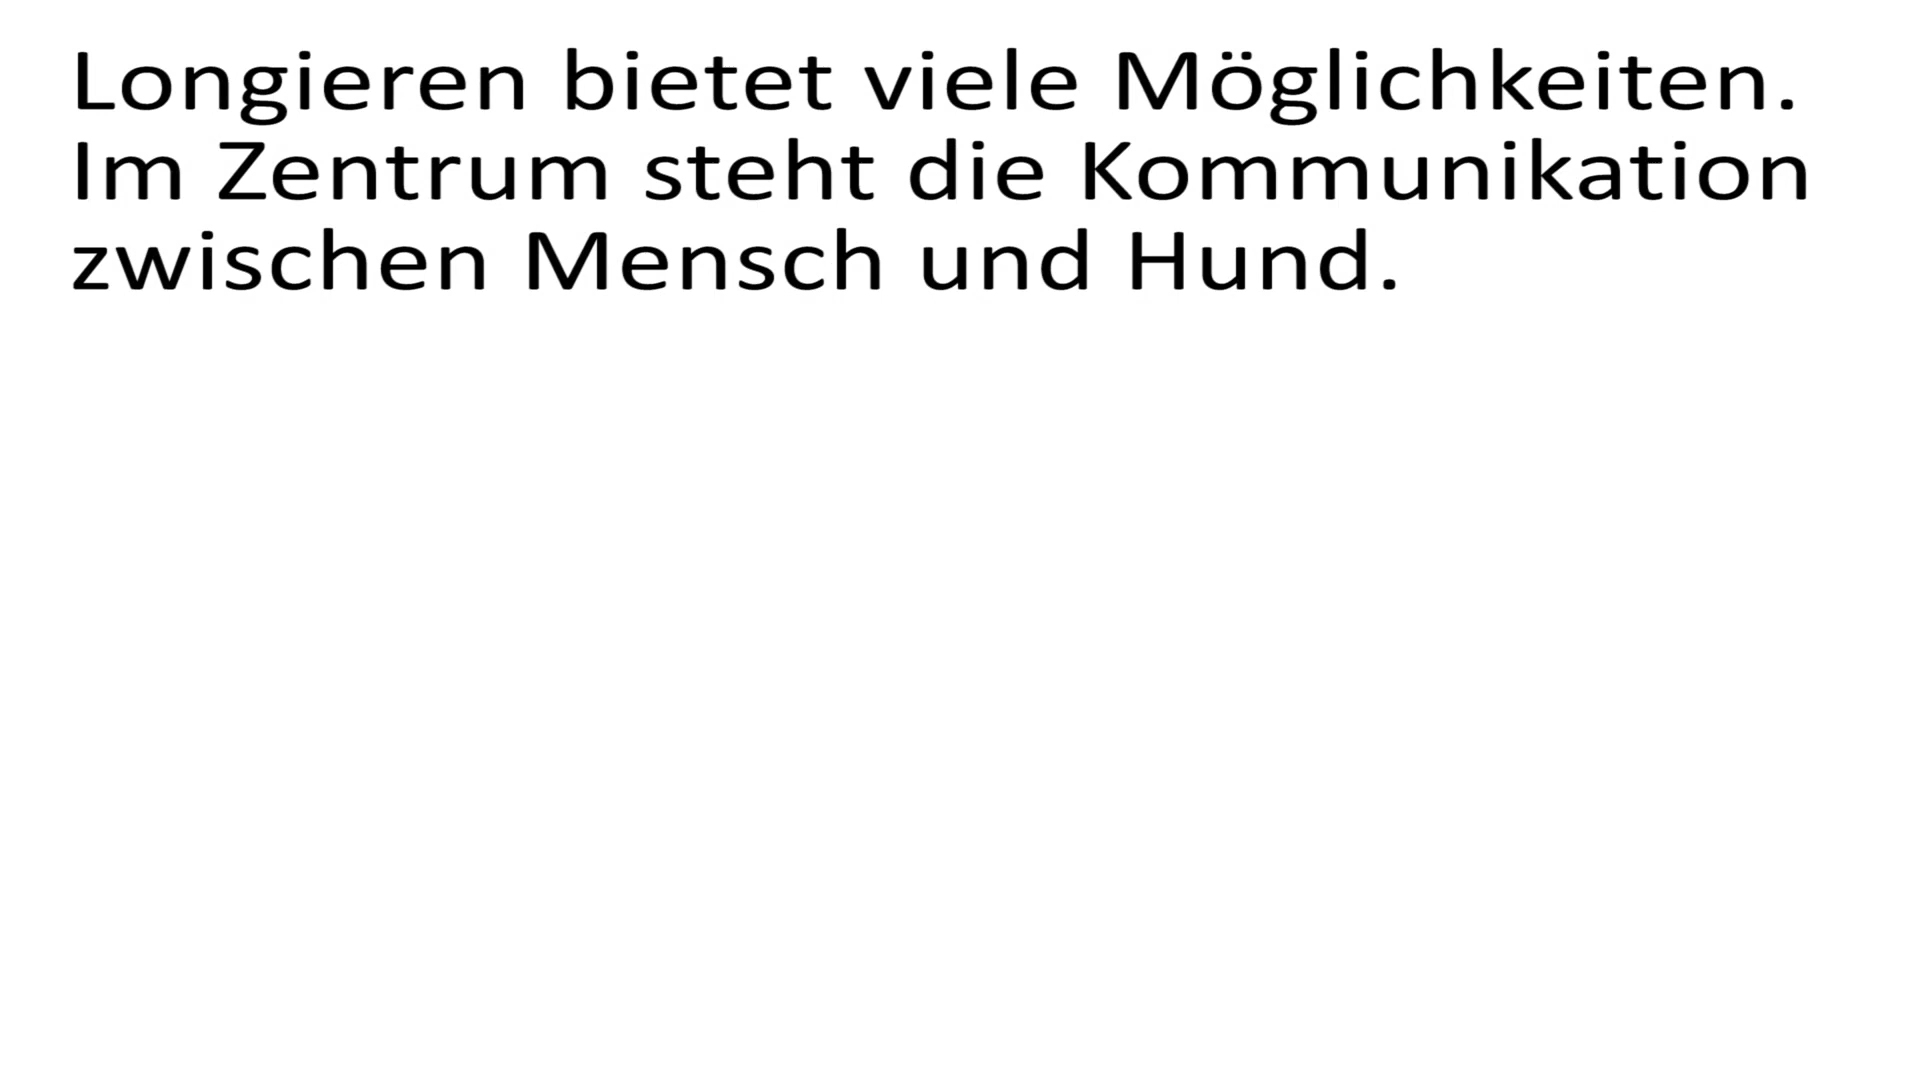 Longieren bietet viele Möglichkeiten.
Im Zentrum steht die Kommunikation
zwischen Mensch und Hund.